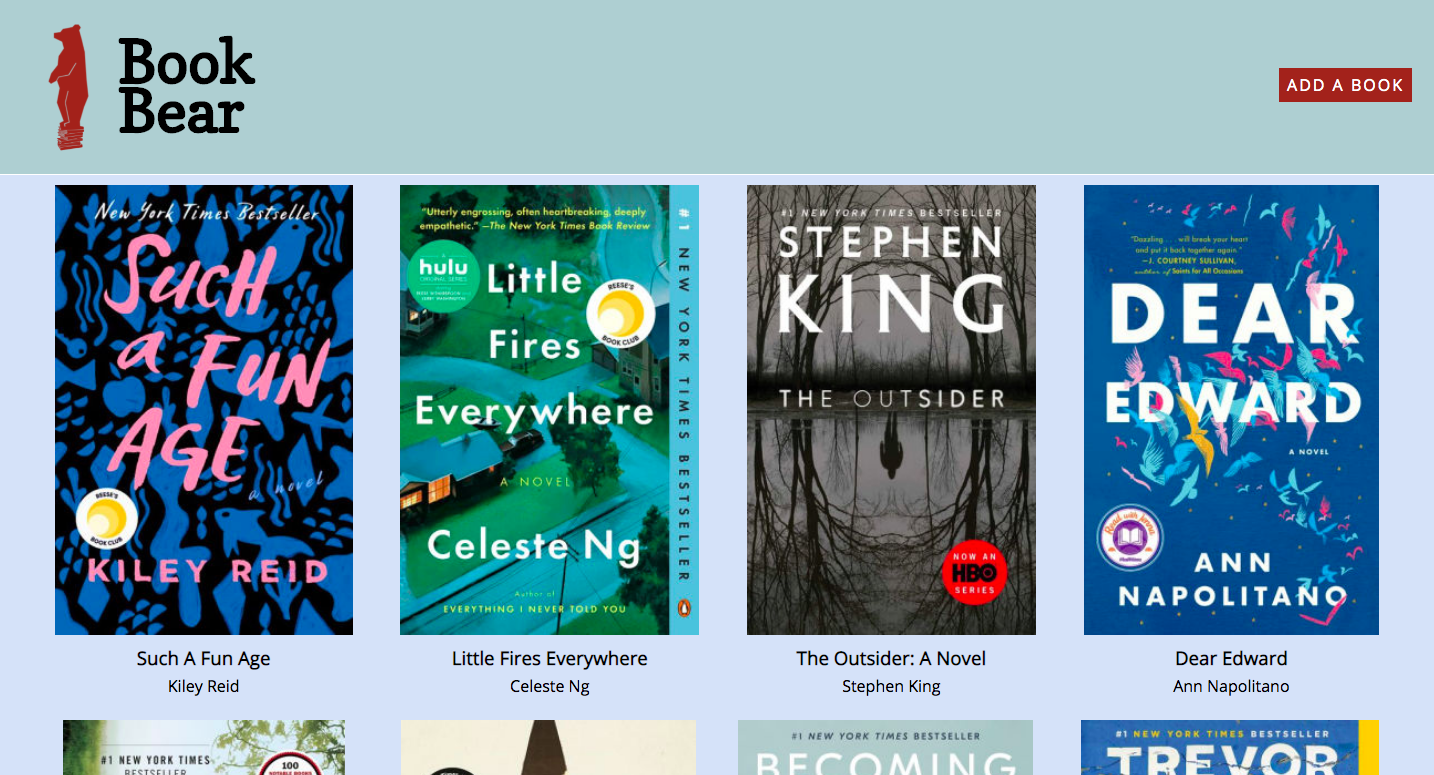 Book
Bear
ADD A BOOK
New York Times Bestseller
SUCH
a FUN
AGE
a novel
REESE'S
BOOK CLUB
KILEY REID
"Utterly engrossing, often heartbreaking, deeply
empathetic." —The New York Times Book Review
hulu
ORIGINAL SERIES
Little
REESE'S
BOOK CLUB
Fires
Everywhere
A NOVEL
Celeste Ng
Author of
EVERYTHING I NEVER TOLD YOU
#1 NEW YORK TIMES BESTSELLER
#1 NEW YORK TIMES BESTSELLER
STEPHEN
KING
THE OUTSIDER
NOW AN
HBO
SERIES
"Dazzling . . . will break your heart
and put it back together again."
—J. COURTNEY SULLIVAN,
author of Saints for All Occasions
DEAR
EDWARD
A NOVEL
Read with Jenna
ANN
NAPOLITANO
Such A Fun Age
Kiley Reid
Little Fires Everywhere
Celeste Ng
The Outsider: A Novel
Stephen King
Dear Edward
Ann Napolitano
#1 NEW YORK TIMES
BESTSELLER
100
NOTABLE BOOKS
#1 NEW YORK TIMES BESTSELLER
BECOMING
#1 NEW YORK TIMES BESTSELLER
TREVOR